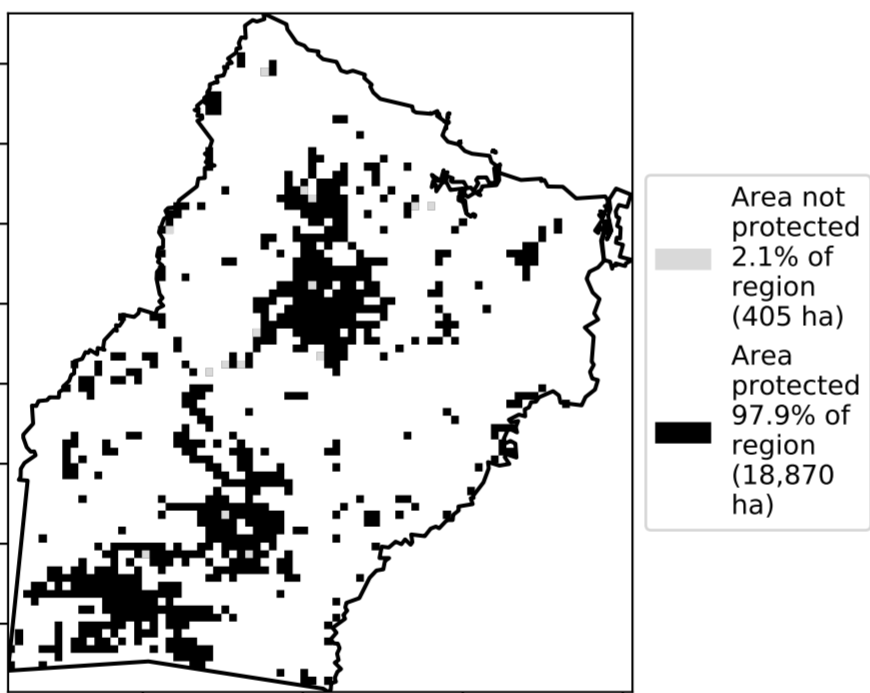 Area not
protected
2.1% of
region
(405 ha)
Area
protected
97.9% of
region
(18,870
ha)